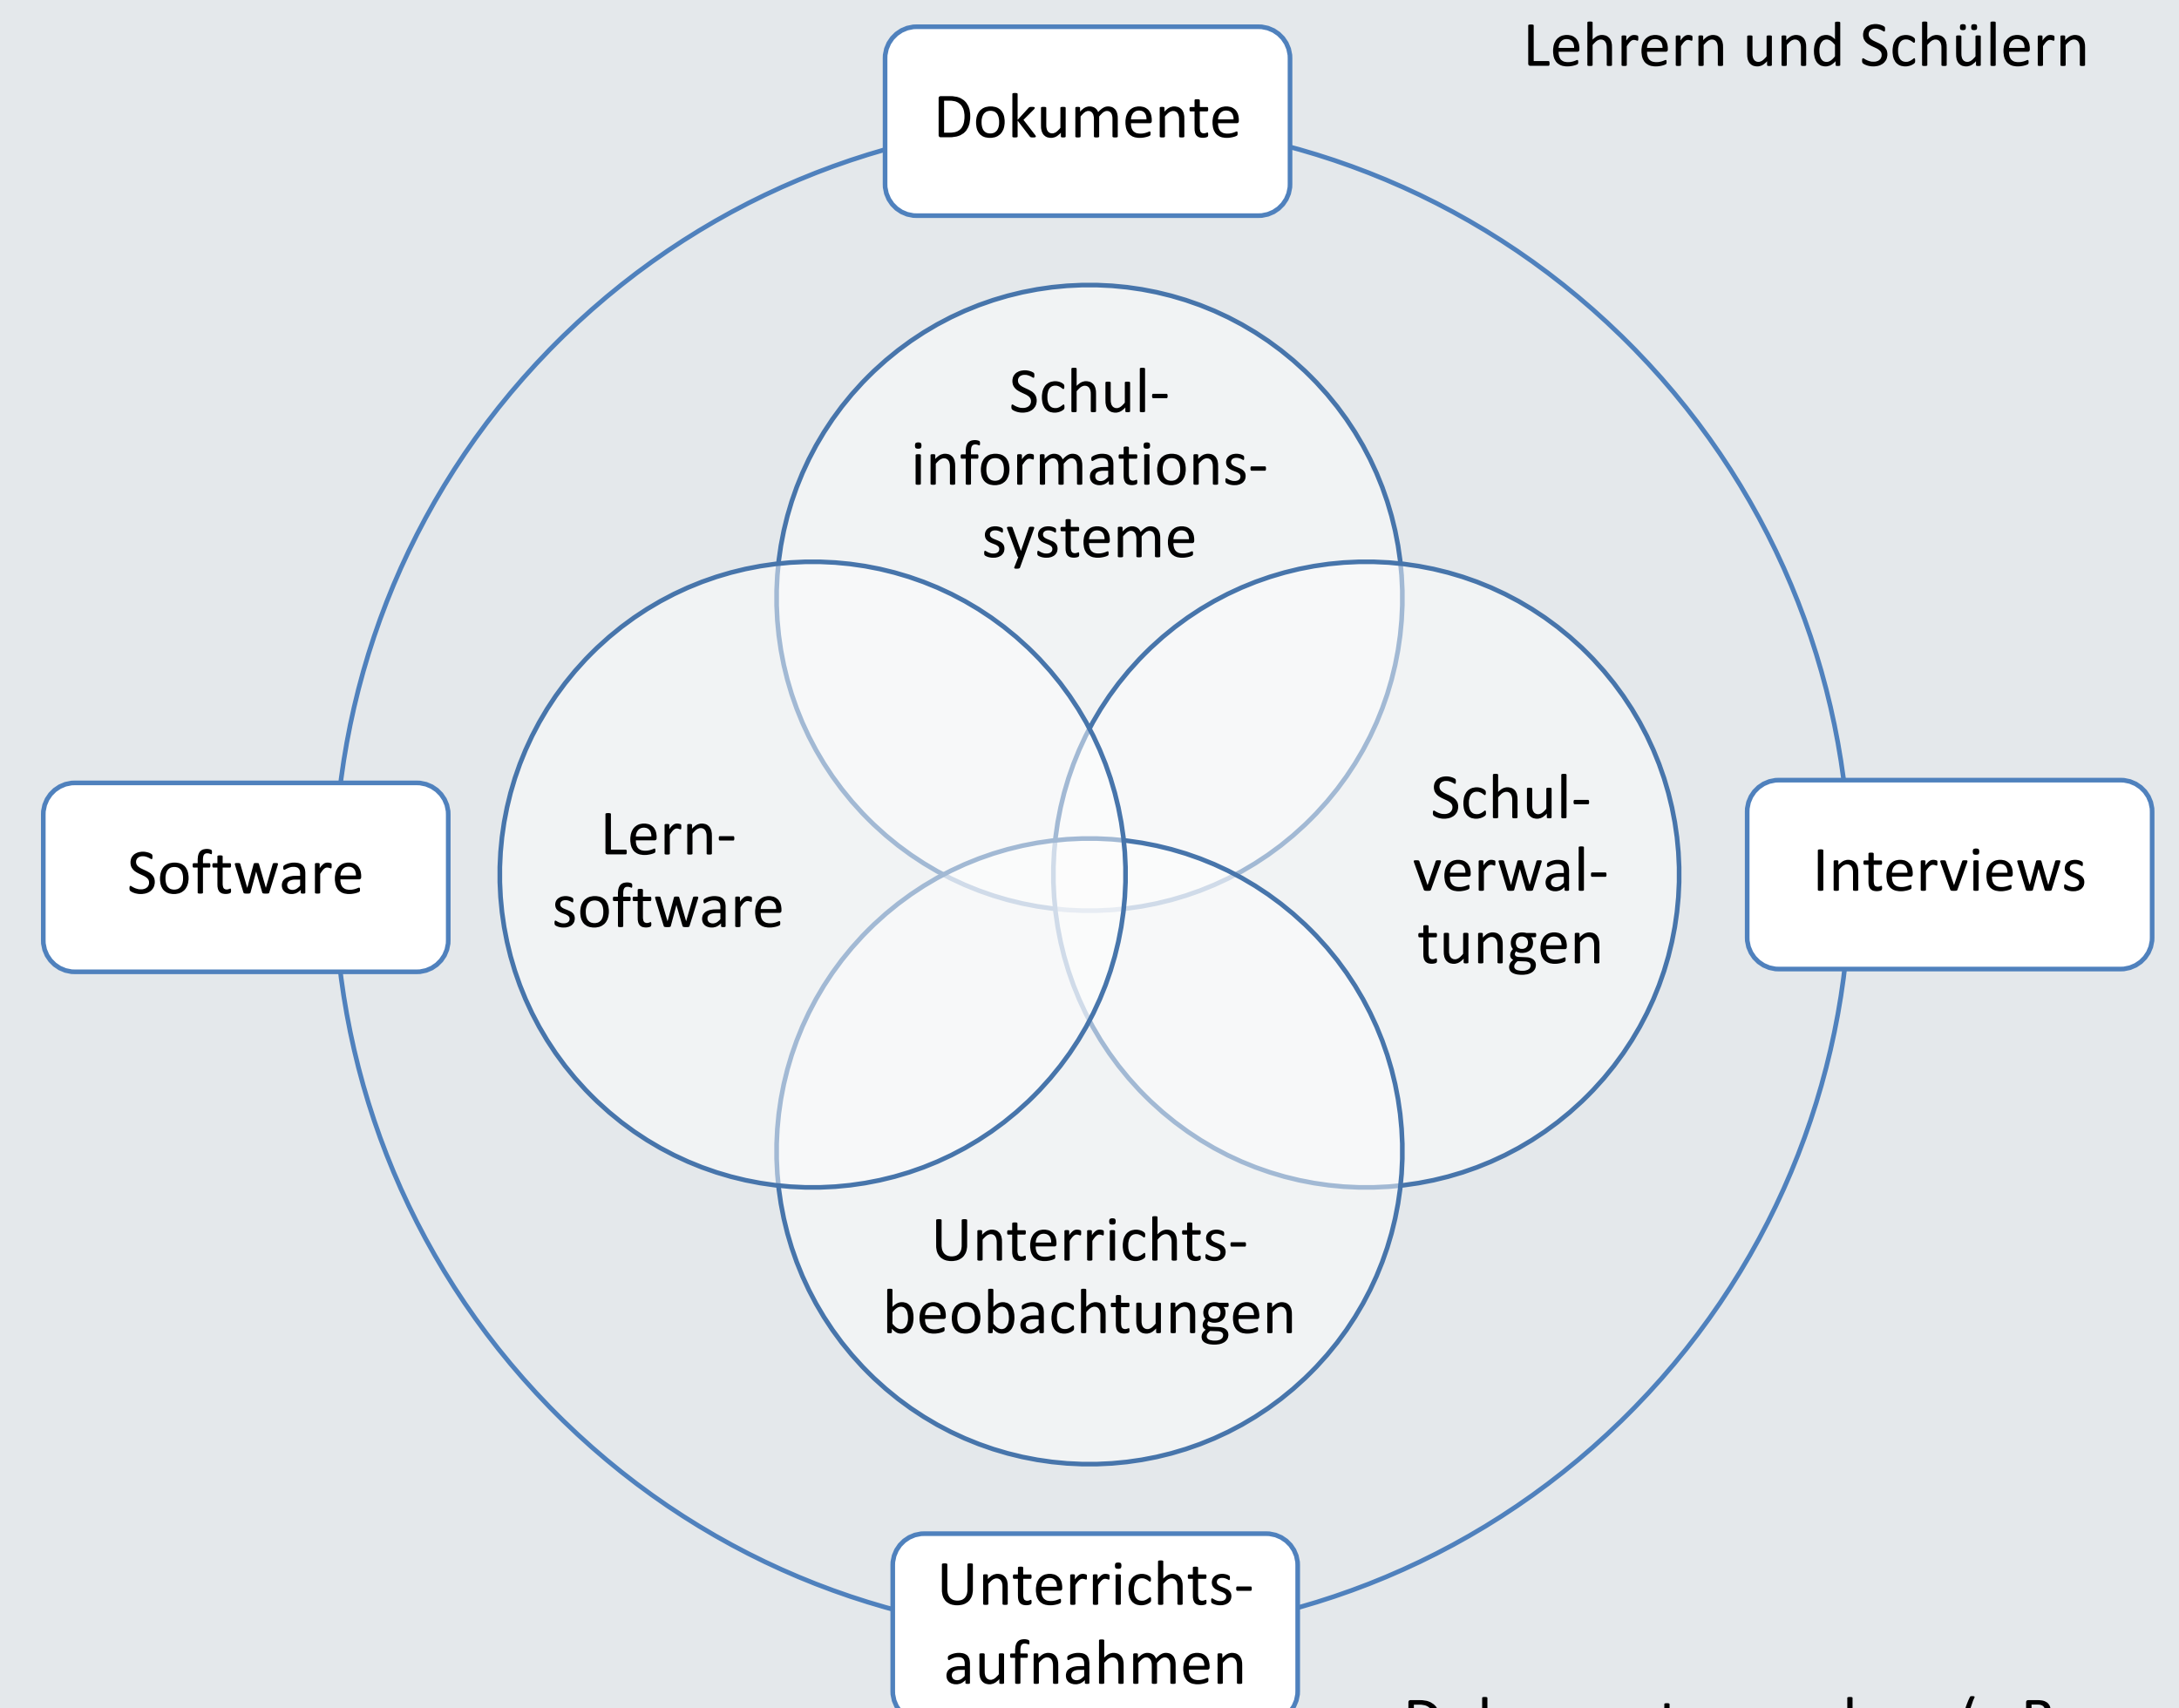 Lehrern und Schülern
Dokumente
Schul-
informations-
systeme
Lern-
software
Schul-
verwal-
tungen
Software
Interviews
Unterrichts-
beobachtungen
Unterrichts-
aufnahmen